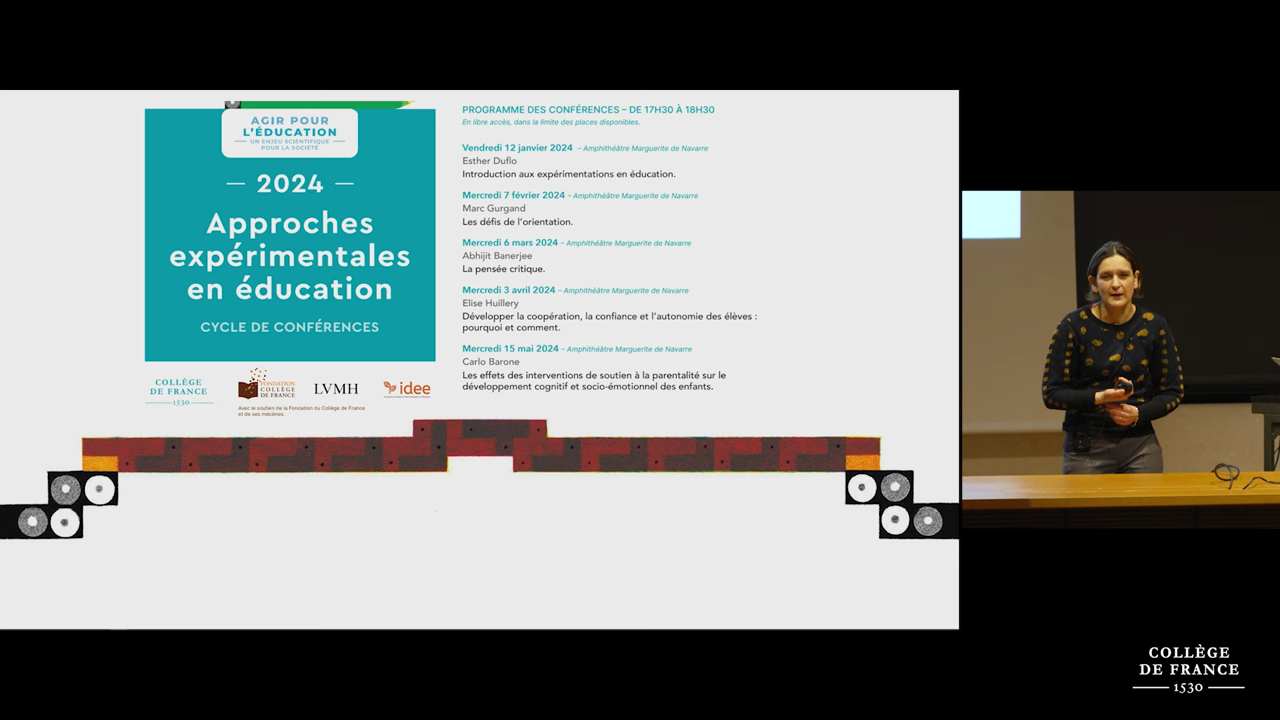 AGIR POUR
L'ÉDUCATION
UN ENJEU SCIENTIFIQUE
POUR LA SOCIÉTÉ
— 2024 —
Approches
expérimentales
en éducation
CYCLE DE CONFÉRENCES
COLLÈGE
DE FRANCE
1530
FONDATION
COLLÈGE
DE FRANCE
LVMH
idee
Avec le soutien de la Fondation du Collège de France
et de ses mécènes.
PROGRAMME DES CONFÉRENCES – DE 17H30 À 18H30
En libre accès, dans la limite des places disponibles.
Vendredi 12 janvier 2024 – Amphithéâtre Marguerite de Navarre
Esther Duflo
Introduction aux expérimentations en éducation.
Mercredi 7 février 2024 – Amphithéâtre Marguerite de Navarre
Marc Gurgand
Les défis de l'orientation.
Mercredi 6 mars 2024 – Amphithéâtre Marguerite de Navarre
Abhijit Banerjee
La pensée critique.
Mercredi 3 avril 2024 – Amphithéâtre Marguerite de Navarre
Elise Huillery
Développer la coopération, la confiance et l'autonomie des élèves :
pourquoi et comment.
Mercredi 15 mai 2024 – Amphithéâtre Marguerite de Navarre
Carlo Barone
Les effets des interventions de soutien à la parentalité sur le
développement cognitif et socio-émotionnel des enfants.
COLLÈGE
DE FRANCE
1530